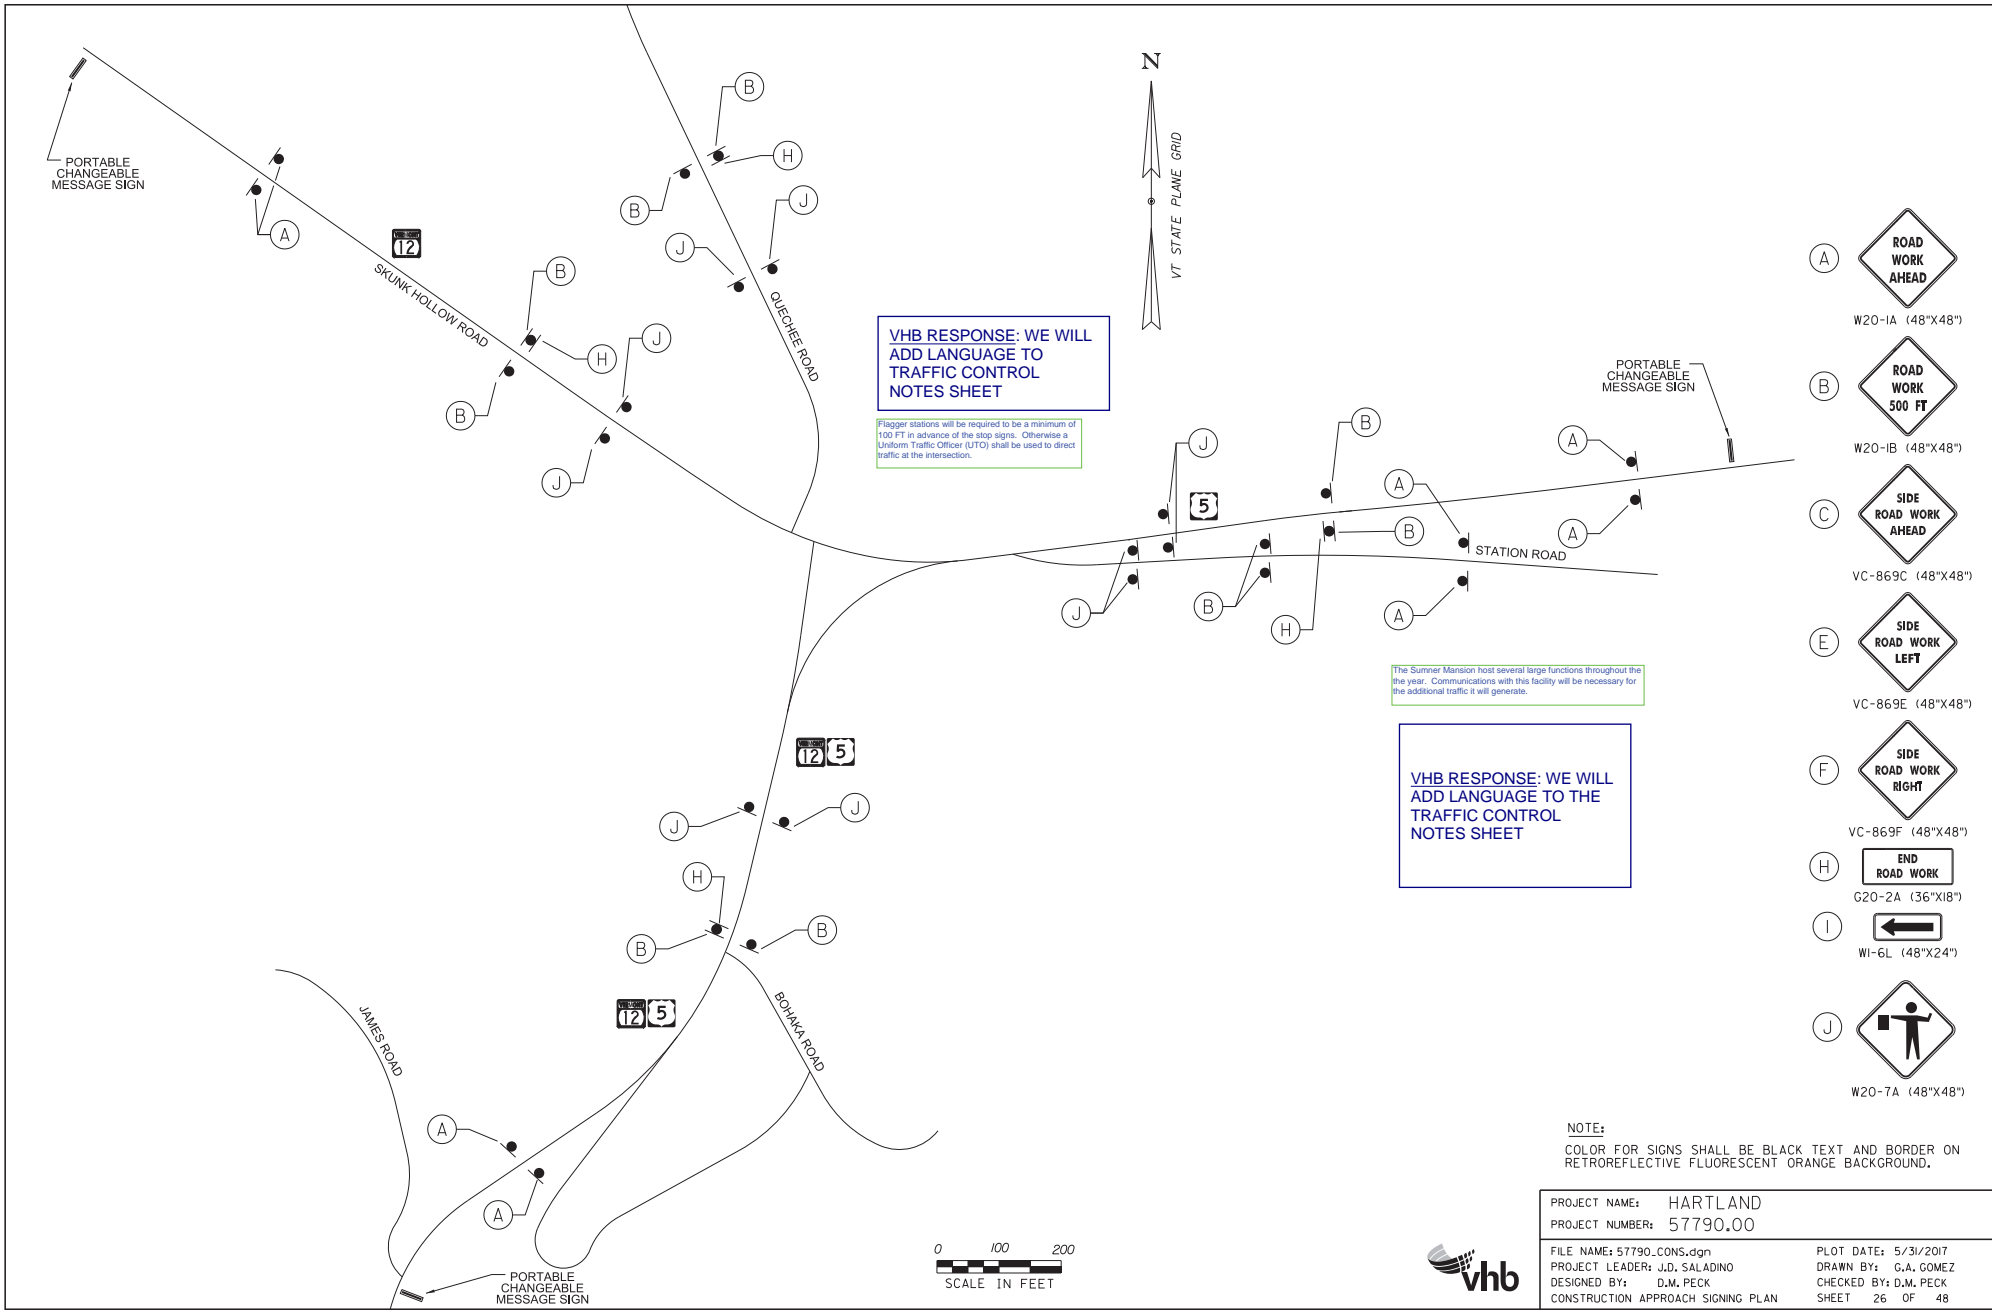 N
VT STATE PLANE GRID
PORTABLE
CHANGEABLE
MESSAGE SIGN
A
VERMONT
12
SKUNK HOLLOW ROAD
B
H
B
J
J
B
H
B
J
J
QUECHEE ROAD
VHB RESPONSE: WE WILL
ADD LANGUAGE TO
TRAFFIC CONTROL
NOTES SHEET
Flagger stations will be required to be a minimum of
100 FT in advance of the stop signs. Otherwise a
Uniform Traffic Officer (UTO) shall be used to direct
traffic at the intersection.
PORTABLE
CHANGEABLE
MESSAGE SIGN
J
5
B
A
A
B
A
STATION ROAD
J
B
H
A
The Sumner Mansion host several large functions throughout the
the year. Communications with this facility will be necessary for
the additional traffic it will generate.
VHB RESPONSE: WE WILL
ADD LANGUAGE TO THE
TRAFFIC CONTROL
NOTES SHEET
VERMONT
12
5
J
J
H
B
B
VERMONT
12
5
JAMES ROAD
BOHAKA ROAD
A
A
PORTABLE
CHANGEABLE
MESSAGE SIGN
0 100 200
SCALE IN FEET
A
ROAD
WORK
AHEAD
W20-1A (48"X48")
B
ROAD
WORK
500 FT
W20-1B (48"X48")
C
SIDE
ROAD WORK
AHEAD
VC-869C (48"X48")
E
SIDE
ROAD WORK
LEFT
VC-869E (48"X48")
F
SIDE
ROAD WORK
RIGHT
VC-869F (48"X48")
H
END
ROAD WORK
G20-2A (36"X18")
I
W1-6L (48"X24")
J
W20-7A (48"X48")
NOTE:
COLOR FOR SIGNS SHALL BE BLACK TEXT AND BORDER ON
RETROREFLECTIVE FLUORESCENT ORANGE BACKGROUND.
vhb
PROJECT NAME: HARTLAND
PROJECT NUMBER: 57790.00
FILE NAME: 57790_CONS.dgn PLOT DATE: 5/31/2017
PROJECT LEADER: J.D. SALADINO DRAWN BY: G.A. GOMEZ
DESIGNED BY: D.M. PECK CHECKED BY: D.M. PECK
CONSTRUCTION APPROACH SIGNING PLAN SHEET 26 OF 48